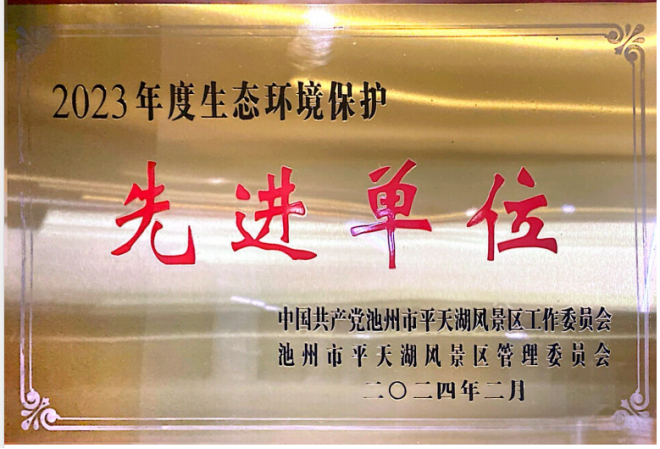 2023年度生态环境保护
先进单位
中国共产党池州市平天湖风景区工作委员会
池州市平天湖风景区管理委员会
二〇二四年二月